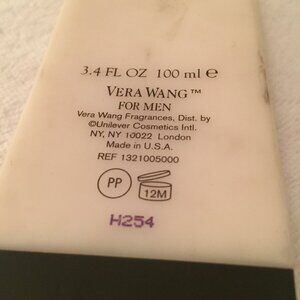 3.4 FL OZ 100 ml ℮
VERA WANG™
FOR MEN
Vera Wang Fragrances, Dist. by
©Unilever Cosmetics Intl.
NY, NY 10022 London
Made in U.S.A.
REF 1321005000
PP
12M
H254